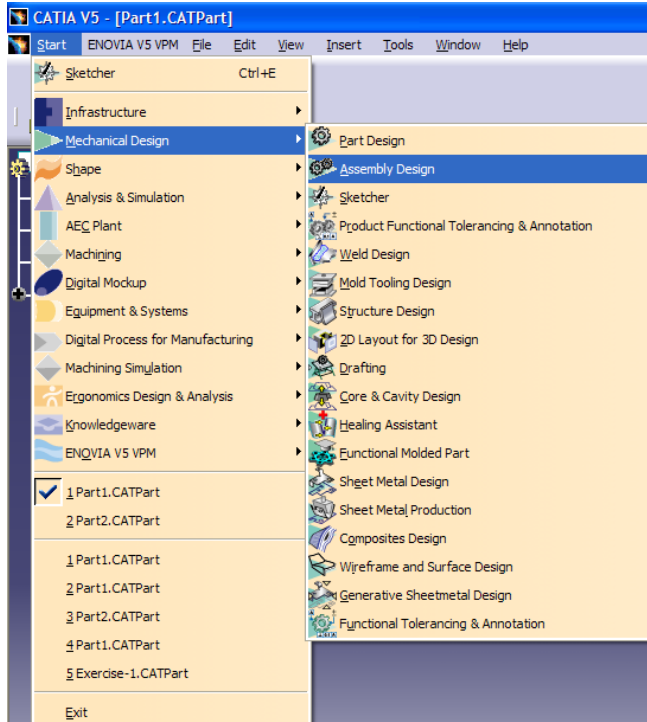 CATIA V5 - [Part1.CATPart]
Start ENOVIA V5 VPM File Edit View Insert Tools Window Help
Sketcher Ctrl+E
Infrastructure
Mechanical Design
Shape
Analysis & Simulation
AEC Plant
Machining
Digital Mockup
Equipment & Systems
Digital Process for Manufacturing
Machining Simulation
Ergonomics Design & Analysis
Knowledgeware
ENOVIA V5 VPM
1 Part1.CATPart
2 Part2.CATPart
1 Part1.CATPart
2 Part1.CATPart
3 Part2.CATPart
4 Part1.CATPart
5 Exercise-1.CATPart
Exit
Part Design
Assembly Design
Sketcher
Product Functional Tolerancing & Annotation
Weld Design
Mold Tooling Design
Structure Design
2D Layout for 3D Design
Drafting
Core & Cavity Design
Healing Assistant
Functional Molded Part
Sheet Metal Design
Sheet Metal Production
Composites Design
Wireframe and Surface Design
Generative Sheetmetal Design
Functional Tolerancing & Annotation